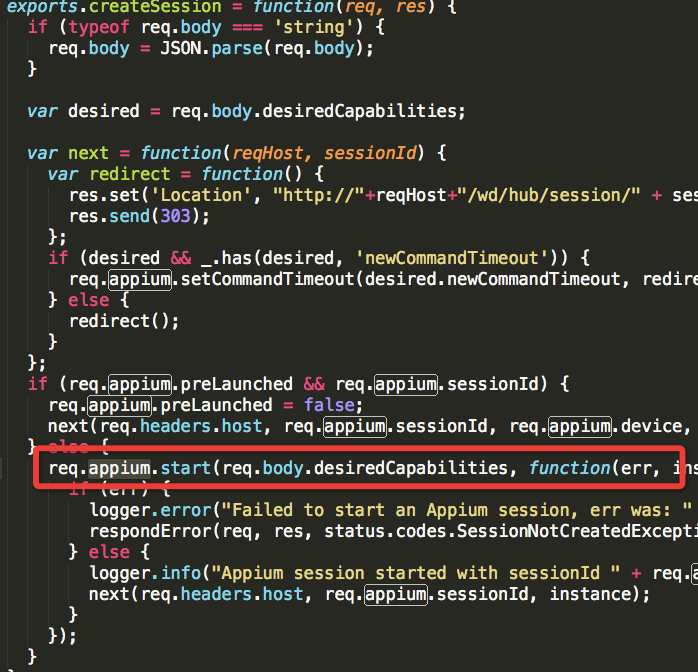 exports.createSession = function(req, res) {
if (typeof req.body === 'string') {
req.body = JSON.parse(req.body);
}
var desired = req.body.desiredCapabilities;
var next = function(reqHost, sessionId) {
var redirect = function() {
res.set('Location', "http://"+reqHost+"/wd/hub/session/" + ses
res.send(303);
};
if (desired && _.has(desired, 'newCommandTimeout')) {
req.appium.setCommandTimeout(desired.newCommandTimeout, redire
} else {
redirect();
}
};
if (req.appium.preLaunched && req.appium.sessionId) {
req.appium.preLaunched = false;
next(req.headers.host, req.appium.sessionId, req.appium.device,
} else {
req.appium.start(req.body.desiredCapabilities, function(err, ins
if (err) {
logger.error("Failed to start an Appium session, err was: "
respondError(req, res, status.codes.SessionNotCreatedExcepti
} else {
logger.info("Appium session started with sessionId " + req.a
next(req.headers.host, req.appium.sessionId, instance);
}
});
}